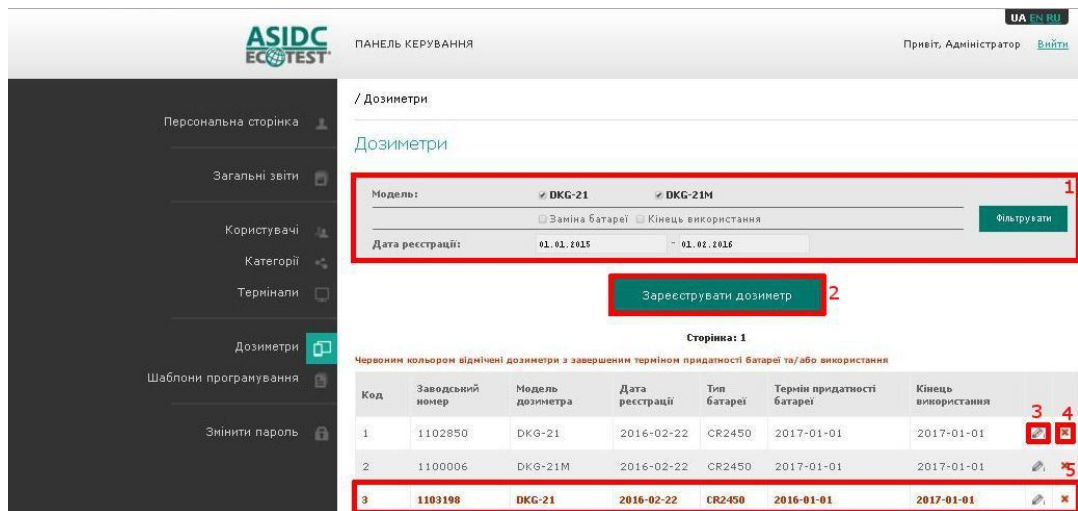 UA EN RU
ASIDC
ECOTEST
ПАНЕЛЬ КЕРУВАННЯ
Привіт, Адміністратор Вийти
Персональна сторінка
Загальні звіти
Користувачі
Категорії
Термінали
Дозиметри
Шаблони програмування
Змінити пароль
/ Дозиметри
Дозиметри
1
Модель: DKG-21 DKG-21M
Заміна батареї Кінець використання
Фільтрувати
Дата реєстрації: 01.01.2015 - 01.02.2016
Зареєструвати дозиметр 2
Сторінка: 1
Червоним кольором відмічені дозиметри з завершеним терміном придатності батареї та/або використання
Код Заводський номер Модель дозиметра Дата реєстрації Тип батареї Термін придатності батареї Кінець використання
3 4
1 1102850 DKG-21 2016-02-22 CR2450 2017-01-01 2017-01-01
2 1100006 DKG-21M 2016-02-22 CR2450 2017-01-01 2017-01-01
5
3 1103198 DKG-21 2016-02-22 CR2450 2016-01-01 2017-01-01